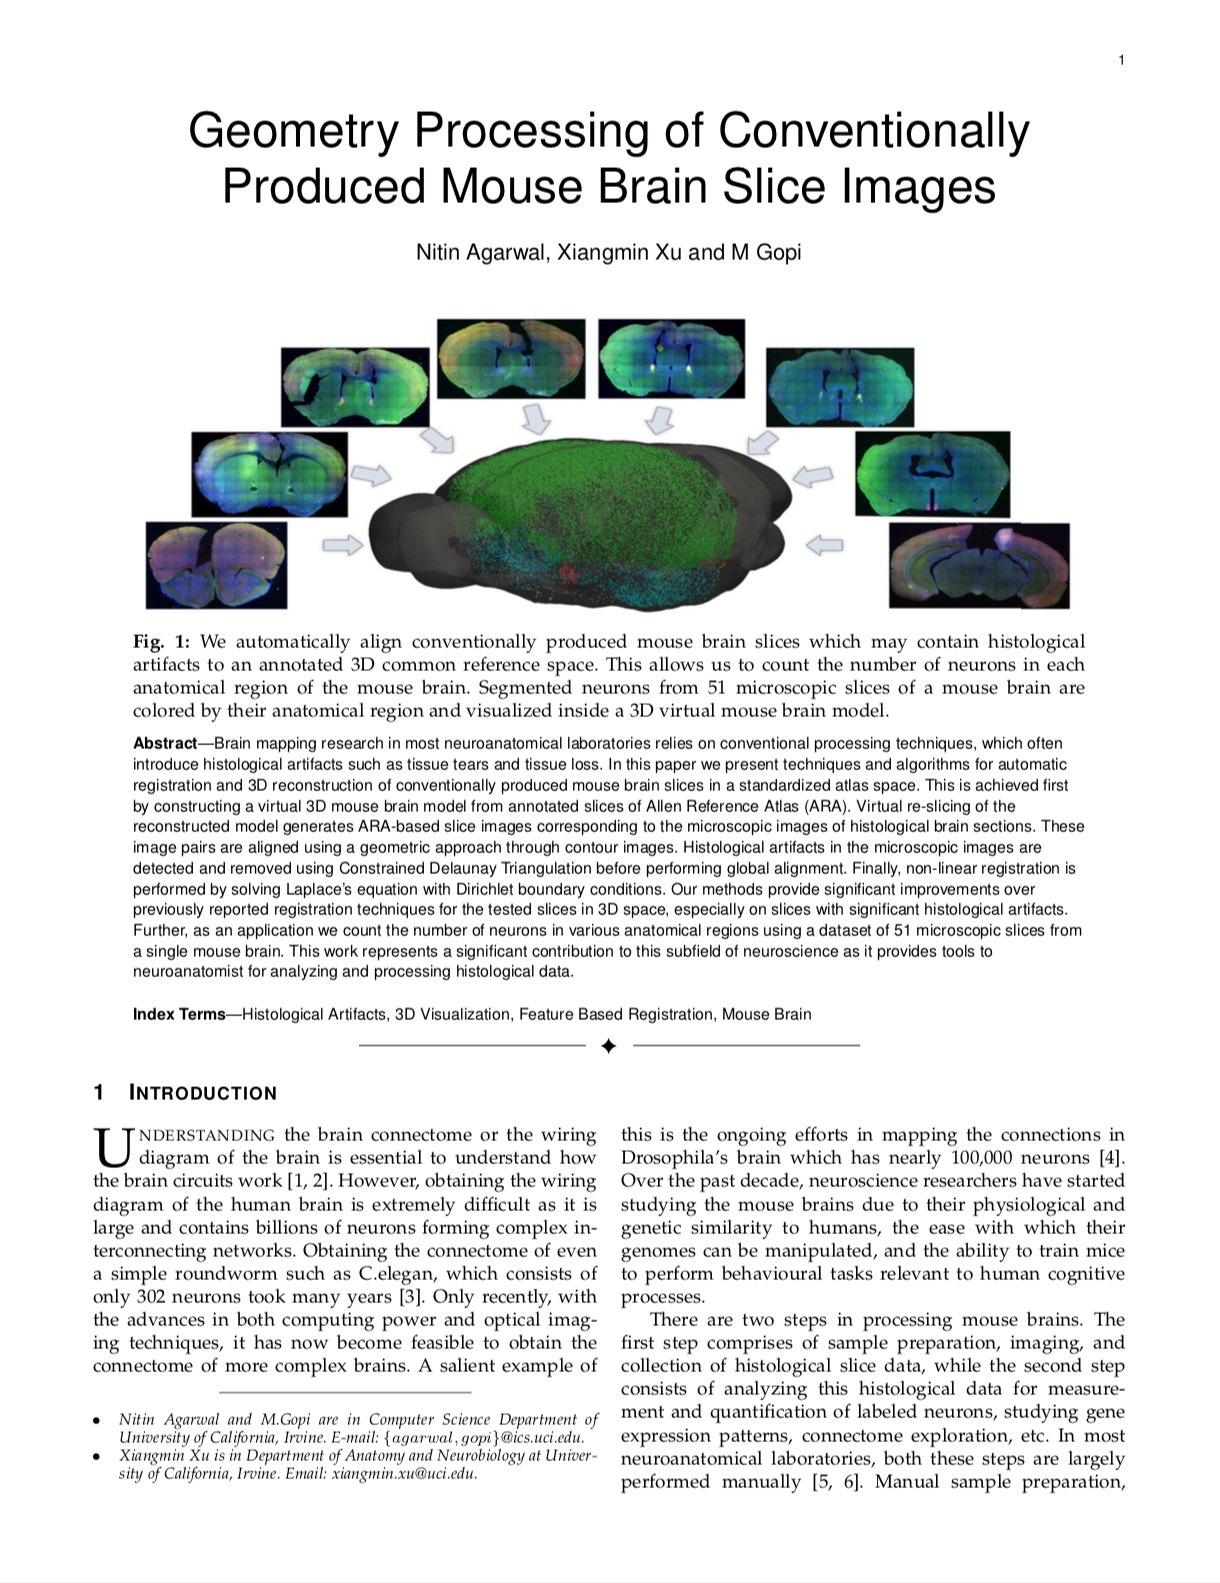 1
Geometry Processing of Conventionally
Produced Mouse Brain Slice Images
Nitin Agarwal, Xiangmin Xu and M Gopi
Fig. 1: We automatically align conventionally produced mouse brain slices which may contain histological
artifacts to an annotated 3D common reference space. This allows us to count the number of neurons in each
anatomical region of the mouse brain. Segmented neurons from 51 microscopic slices of a mouse brain are
colored by their anatomical region and visualized inside a 3D virtual mouse brain model.
Abstract—Brain mapping research in most neuroanatomical laboratories relies on conventional processing techniques, which often
introduce histological artifacts such as tissue tears and tissue loss. In this paper we present techniques and algorithms for automatic
registration and 3D reconstruction of conventionally produced mouse brain slices in a standardized atlas space. This is achieved first
by constructing a virtual 3D mouse brain model from annotated slices of Allen Reference Atlas (ARA). Virtual re-slicing of the
reconstructed model generates ARA-based slice images corresponding to the microscopic images of histological brain sections. These
image pairs are aligned using a geometric approach through contour images. Histological artifacts in the microscopic images are
detected and removed using Constrained Delaunay Triangulation before performing global alignment. Finally, non-linear registration is
performed by solving Laplace's equation with Dirichlet boundary conditions. Our methods provide significant improvements over
previously reported registration techniques for the tested slices in 3D space, especially on slices with significant histological artifacts.
Further, as an application we count the number of neurons in various anatomical regions using a dataset of 51 microscopic slices from
a single mouse brain. This work represents a significant contribution to this subfield of neuroscience as it provides tools to
neuroanatomist for analyzing and processing histological data.
Index Terms—Histological Artifacts, 3D Visualization, Feature Based Registration, Mouse Brain
1 INTRODUCTION
UNDERSTANDING the brain connectome or the wiring
diagram of the brain is essential to understand how
the brain circuits work [1, 2]. However, obtaining the wiring
diagram of the human brain is extremely difficult as it is
large and contains billions of neurons forming complex in-
terconnecting networks. Obtaining the connectome of even
a simple roundworm such as C.elegan, which consists of
only 302 neurons took many years [3]. Only recently, with
the advances in both computing power and optical imag-
ing techniques, it has now become feasible to obtain the
connectome of more complex brains. A salient example of
• Nitin Agarwal and M.Gopi are in Computer Science Department of
University of California, Irvine. E-mail: {agarwal,gopi}@ics.uci.edu.
• Xiangmin Xu is in Department of Anatomy and Neurobiology at Univer-
sity of California, Irvine. Email: xiangmin.xu@uci.edu.
this is the ongoing efforts in mapping the connections in
Drosophila's brain which has nearly 100,000 neurons [4].
Over the past decade, neuroscience researchers have started
studying the mouse brains due to their physiological and
genetic similarity to humans, the ease with which their
genomes can be manipulated, and the ability to train mice
to perform behavioural tasks relevant to human cognitive
processes.
There are two steps in processing mouse brains. The
first step comprises of sample preparation, imaging, and
collection of histological slice data, while the second step
consists of analyzing this histological data for measure-
ment and quantification of labeled neurons, studying gene
expression patterns, connectome exploration, etc. In most
neuroanatomical laboratories, both these steps are largely
performed manually [5, 6]. Manual sample preparation,